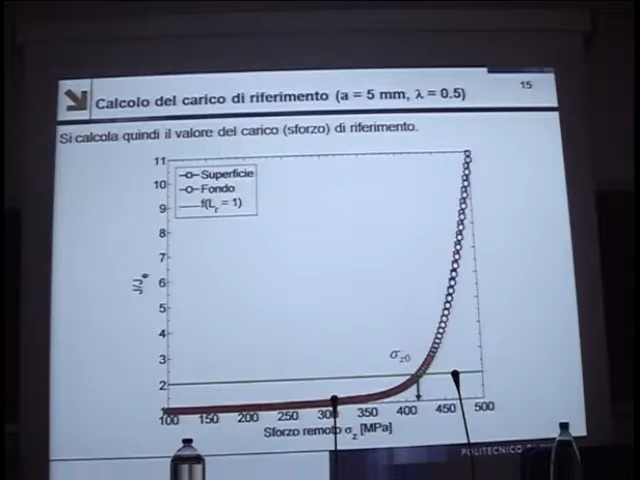 Calcolo del carico di riferimento (a = 5 mm, λ = 0.5)
15
Si calcola quindi il valore del carico (sforzo) di riferimento.
11
10
9
8
7
6
5
4
3
2
1
J/Je
Superficie
Fondo
f(Lr = 1)
σz0
100 150 200 250 300 350 400 450 500
Sforzo remoto σz [MPa]
POLITECNICO